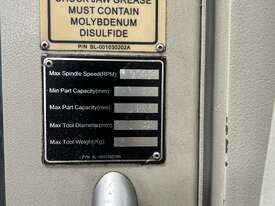 CHUCK JAW GREASE
MUST CONTAIN
MOLYBDENUM
DISULFIDE
P/N BL-001030202A
Max Spindle Speed(RPM)
Min Part Capacity(mm)
Max Part Capacity(mm)
Max Tool Diameter(mm)
Max Tool Weight(Kg)